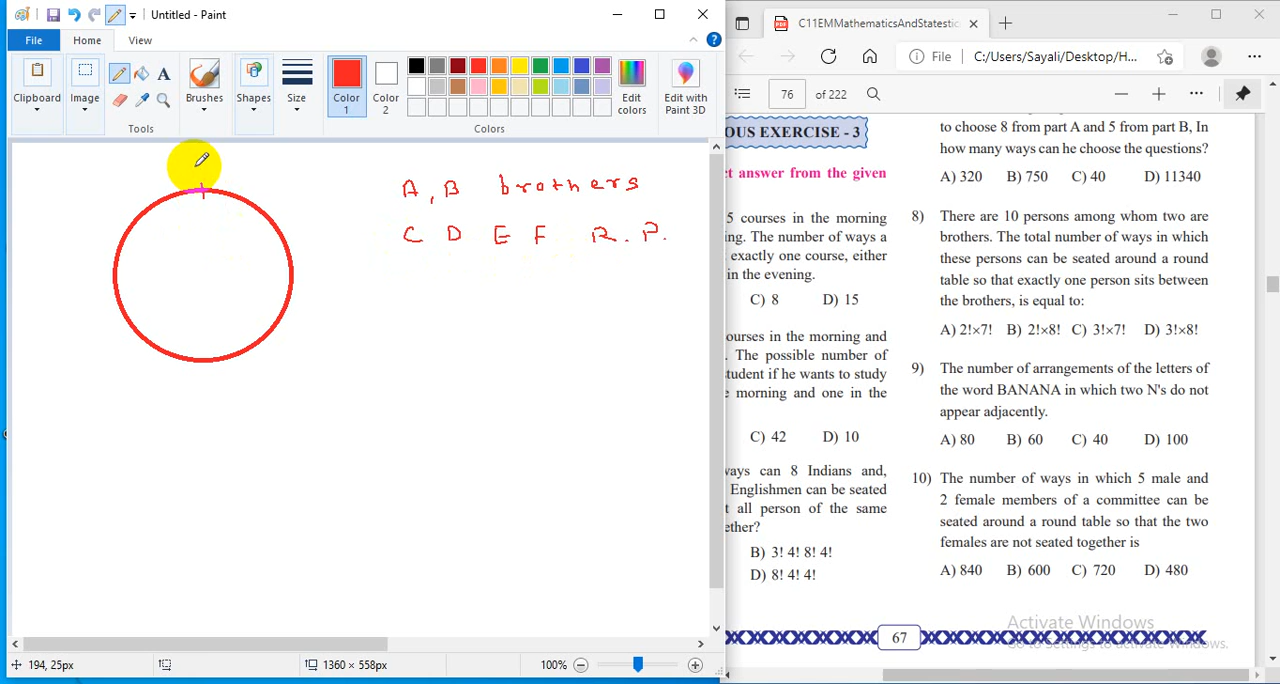 Untitled - Paint
File Home View
Clipboard
Image
Tools
Brushes
Shapes
Size
Color 1
Color 2
Edit colors
Edit with Paint 3D
Colors
A, B brothers
C D E F R. P.
194, 25px
1360 × 558px
100%
C11EMMathematicsAndStatestic
File C:/Users/Sayali/Desktop/H...
76 of 222
OUS EXERCISE - 3
ct answer from the given
5 courses in the morning
ing. The number of ways a
exactly one course, either
in the evening.
C) 8 D) 15
ourses in the morning and
. The possible number of
tudent if he wants to study
e morning and one in the
C) 42 D) 10
ways can 8 Indians and,
Englishmen can be seated
t all person of the same
ether?
B) 3! 4! 8! 4!
D) 8! 4! 4!
to choose 8 from part A and 5 from part B, In
how many ways can he choose the questions?
A) 320 B) 750 C) 40 D) 11340
8) There are 10 persons among whom two are
brothers. The total number of ways in which
these persons can be seated around a round
table so that exactly one person sits between
the brothers, is equal to:
A) 2!×7! B) 2!×8! C) 3!×7! D) 3!×8!
9) The number of arrangements of the letters of
the word BANANA in which two N's do not
appear adjacently.
A) 80 B) 60 C) 40 D) 100
10) The number of ways in which 5 male and
2 female members of a committee can be
seated around a round table so that the two
females are not seated together is
A) 840 B) 600 C) 720 D) 480
67
Activate Windows
Go to Settings to activate Windows.